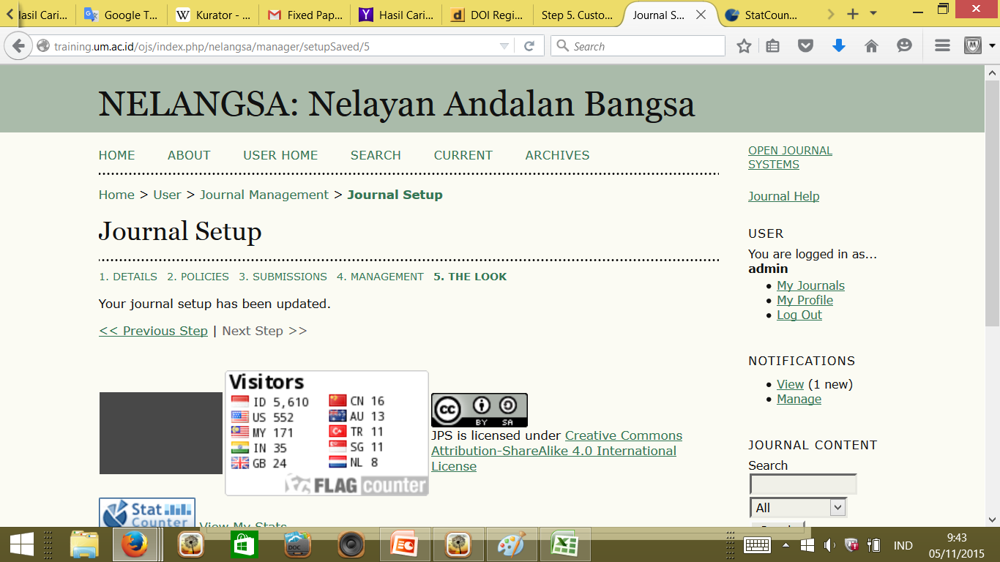 asil Cari...
Google T...
Kurator - ...
Fixed Pap...
Hasil Cari...
DOI Regi...
Step 5. Custo...
Journal S...
StatCoun...
training.um.ac.id/ojs/index.php/nelangsa/manager/setupSaved/5
Search
NELANGSA: Nelayan Andalan Bangsa
HOME ABOUT USER HOME SEARCH CURRENT ARCHIVES
Home > User > Journal Management > Journal Setup
Journal Setup
1. DETAILS 2. POLICIES 3. SUBMISSIONS 4. MANAGEMENT 5. THE LOOK
Your journal setup has been updated.
<< Previous Step | Next Step >>
Visitors
ID 5,610 CN 16
US 552 AU 13
MY 171 TR 11
IN 35 SG 11
GB 24 NL 8
FLAG counter
cc BY SA
JPS is licensed under Creative Commons
Attribution-ShareAlike 4.0 International
License
Stat
Counter
View My Stats
OPEN JOURNAL
SYSTEMS
Journal Help
USER
You are logged in as...
admin
My Journals
My Profile
Log Out
NOTIFICATIONS
View (1 new)
Manage
JOURNAL CONTENT
Search
All
DOC
IND
9:43
05/11/2015